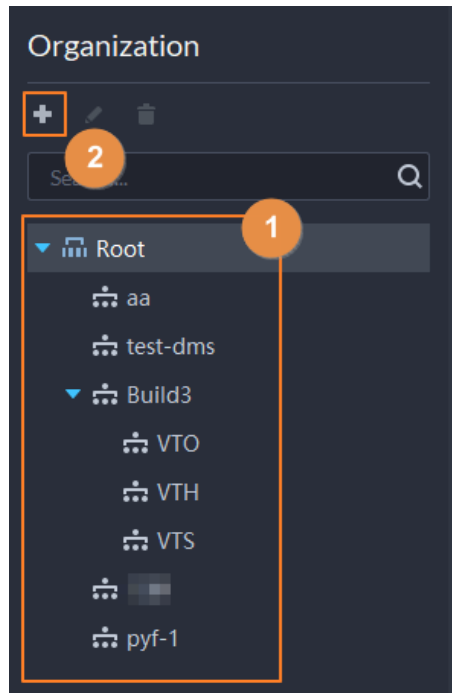 Organization
2
Se
1
Root
aa
test-dms
Build3
VTO
VTH
VTS
pyf-1